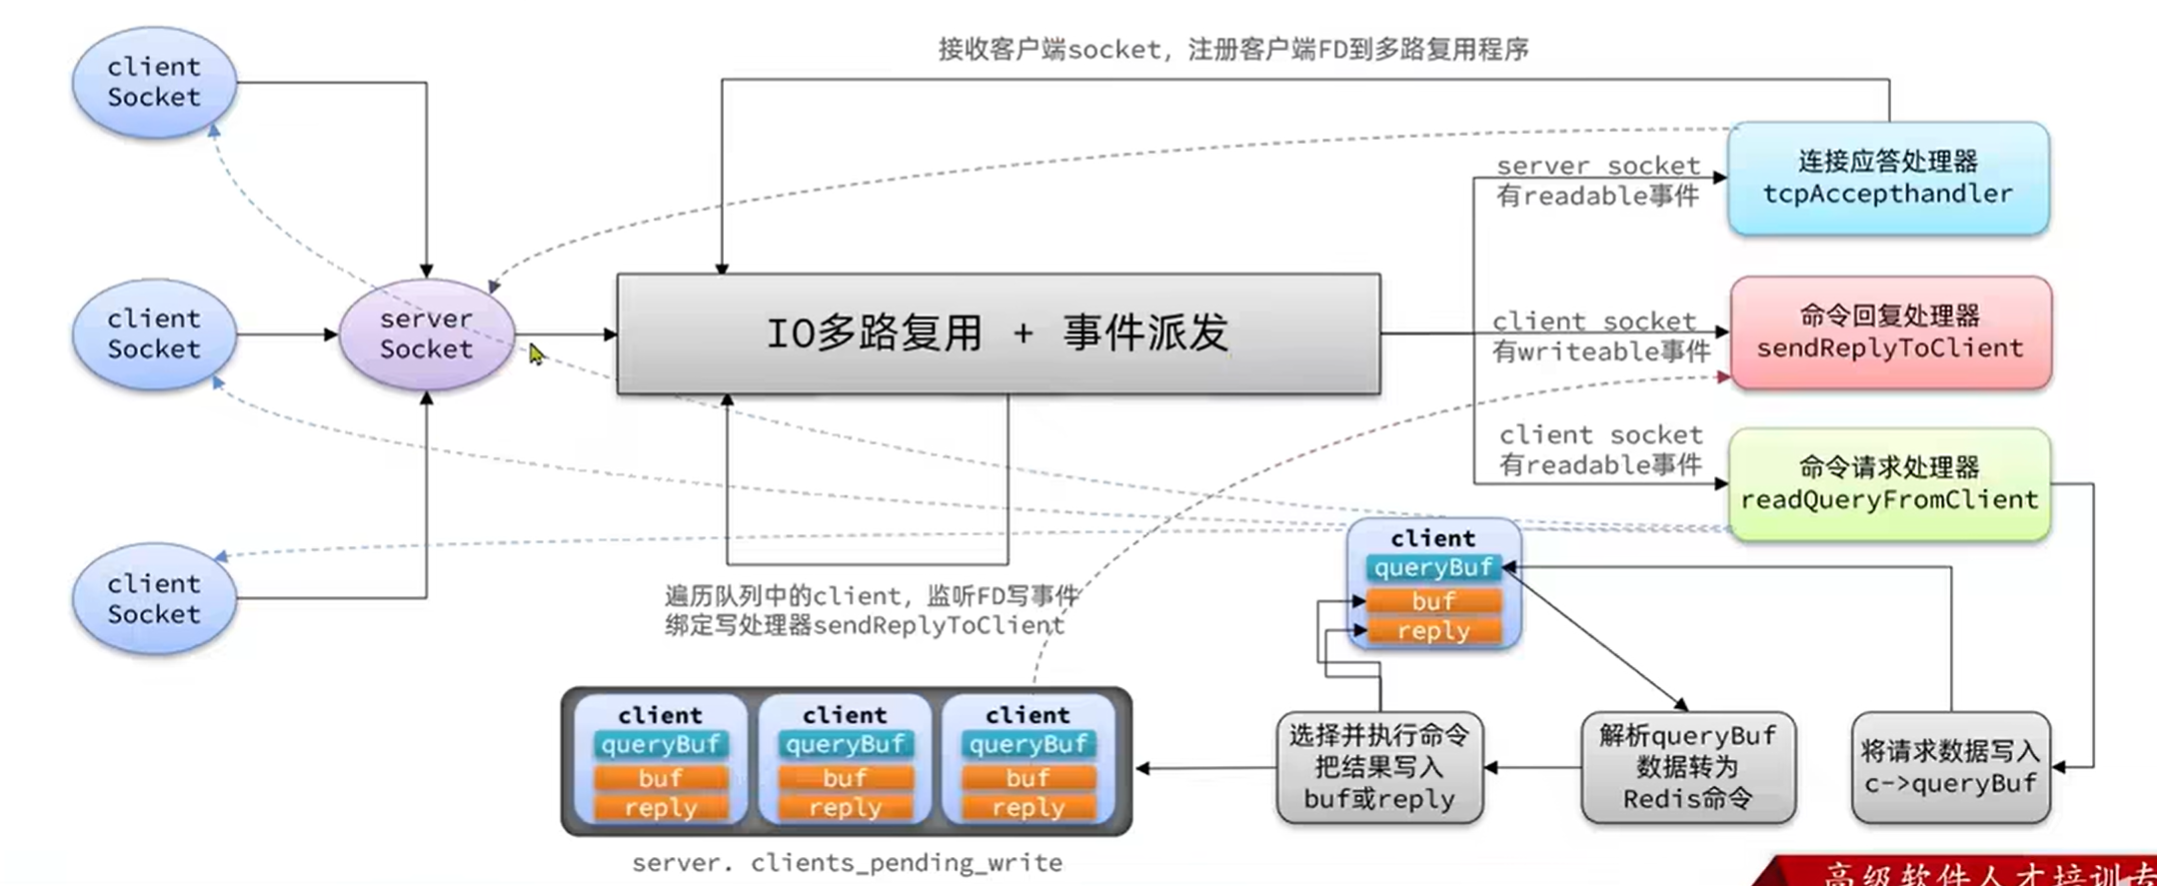 接收客户端socket，注册客户端FD到多路复用程序
client
Socket
client
Socket
client
Socket
server
Socket
IO多路复用 + 事件派发
server socket
有readable事件
client socket
有writeable事件
client socket
有readable事件
连接应答处理器
tcpAccepthandler
命令回复处理器
sendReplyToClient
命令请求处理器
readQueryFromClient
遍历队列中的client，监听FD写事件
绑定写处理器sendReplyToClient
client
queryBuf
buf
reply
client
queryBuf
buf
reply
client
queryBuf
buf
reply
client
queryBuf
buf
reply
选择并执行命令
把结果写入
buf或reply
解析queryBuf
数据转为
Redis命令
将请求数据写入
c->queryBuf
server. clients_pending_write
高级软件人才培训专